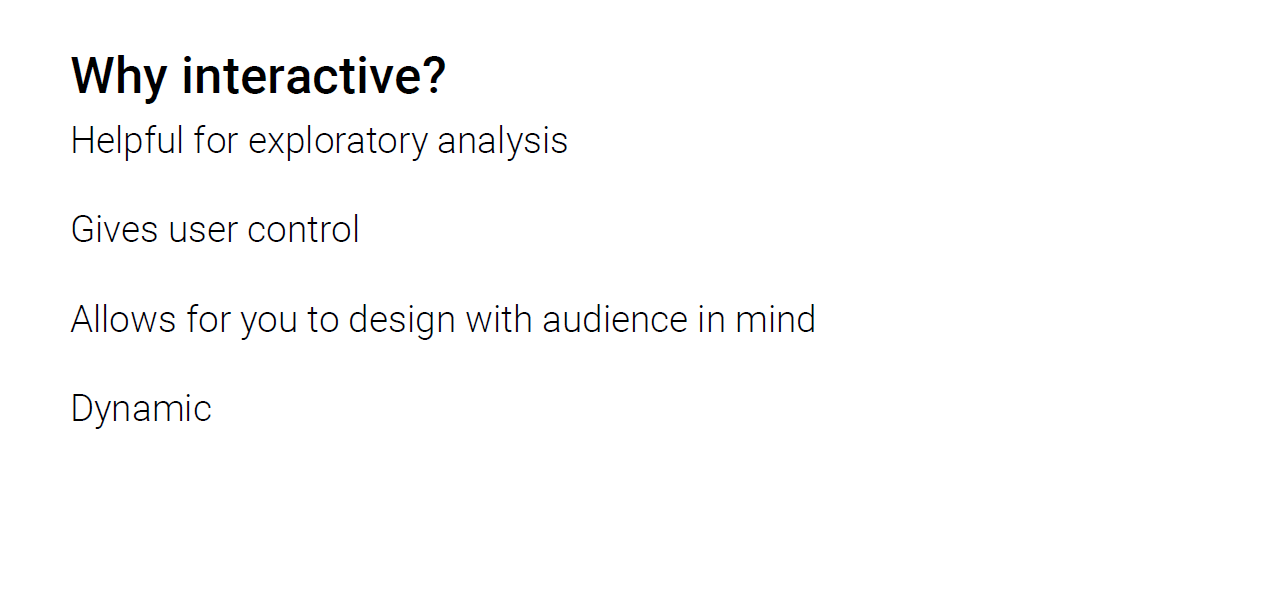 Why interactive?
Helpful for exploratory analysis
Gives user control
Allows for you to design with audience in mind
Dynamic